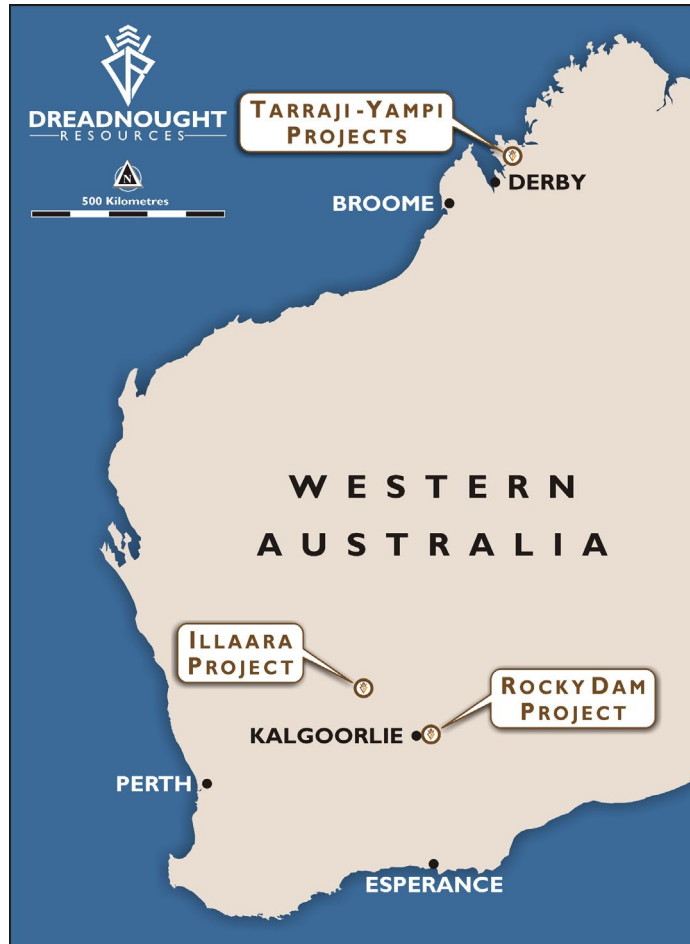 DREADNOUGHT
RESOURCES
N
500 Kilometres
TARRAJI-YAMPI
PROJECTS
DERBY
BROOME
WESTERN
AUSTRALIA
ILLAARA
PROJECT
ROCKY DAM
PROJECT
KALGOORLIE
PERTH
ESPERANCE